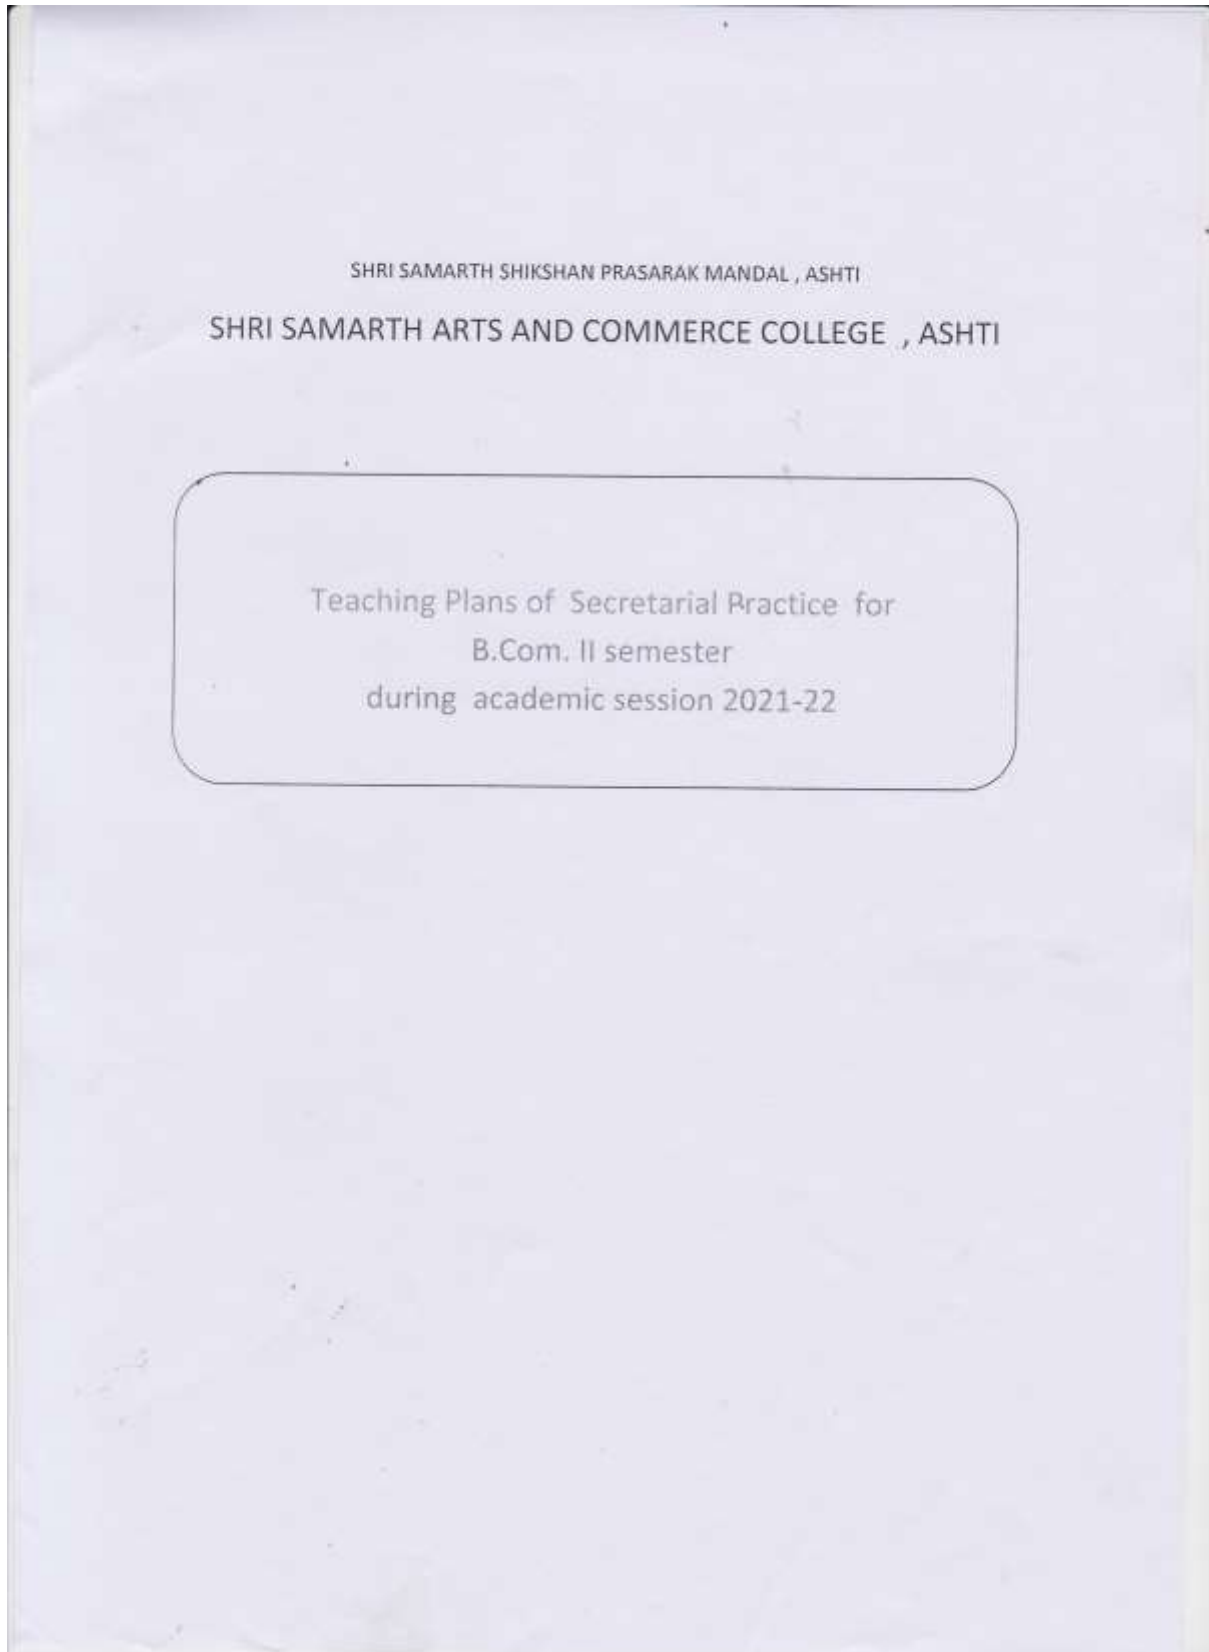 SHRI SAMARTH SHIKSHAN PRASARAK MANDAL , ASHTI
SHRI SAMARTH ARTS AND COMMERCE COLLEGE , ASHTI
Teaching Plans of Secretarial Practice for
B.Com. II semester
during academic session 2021-22